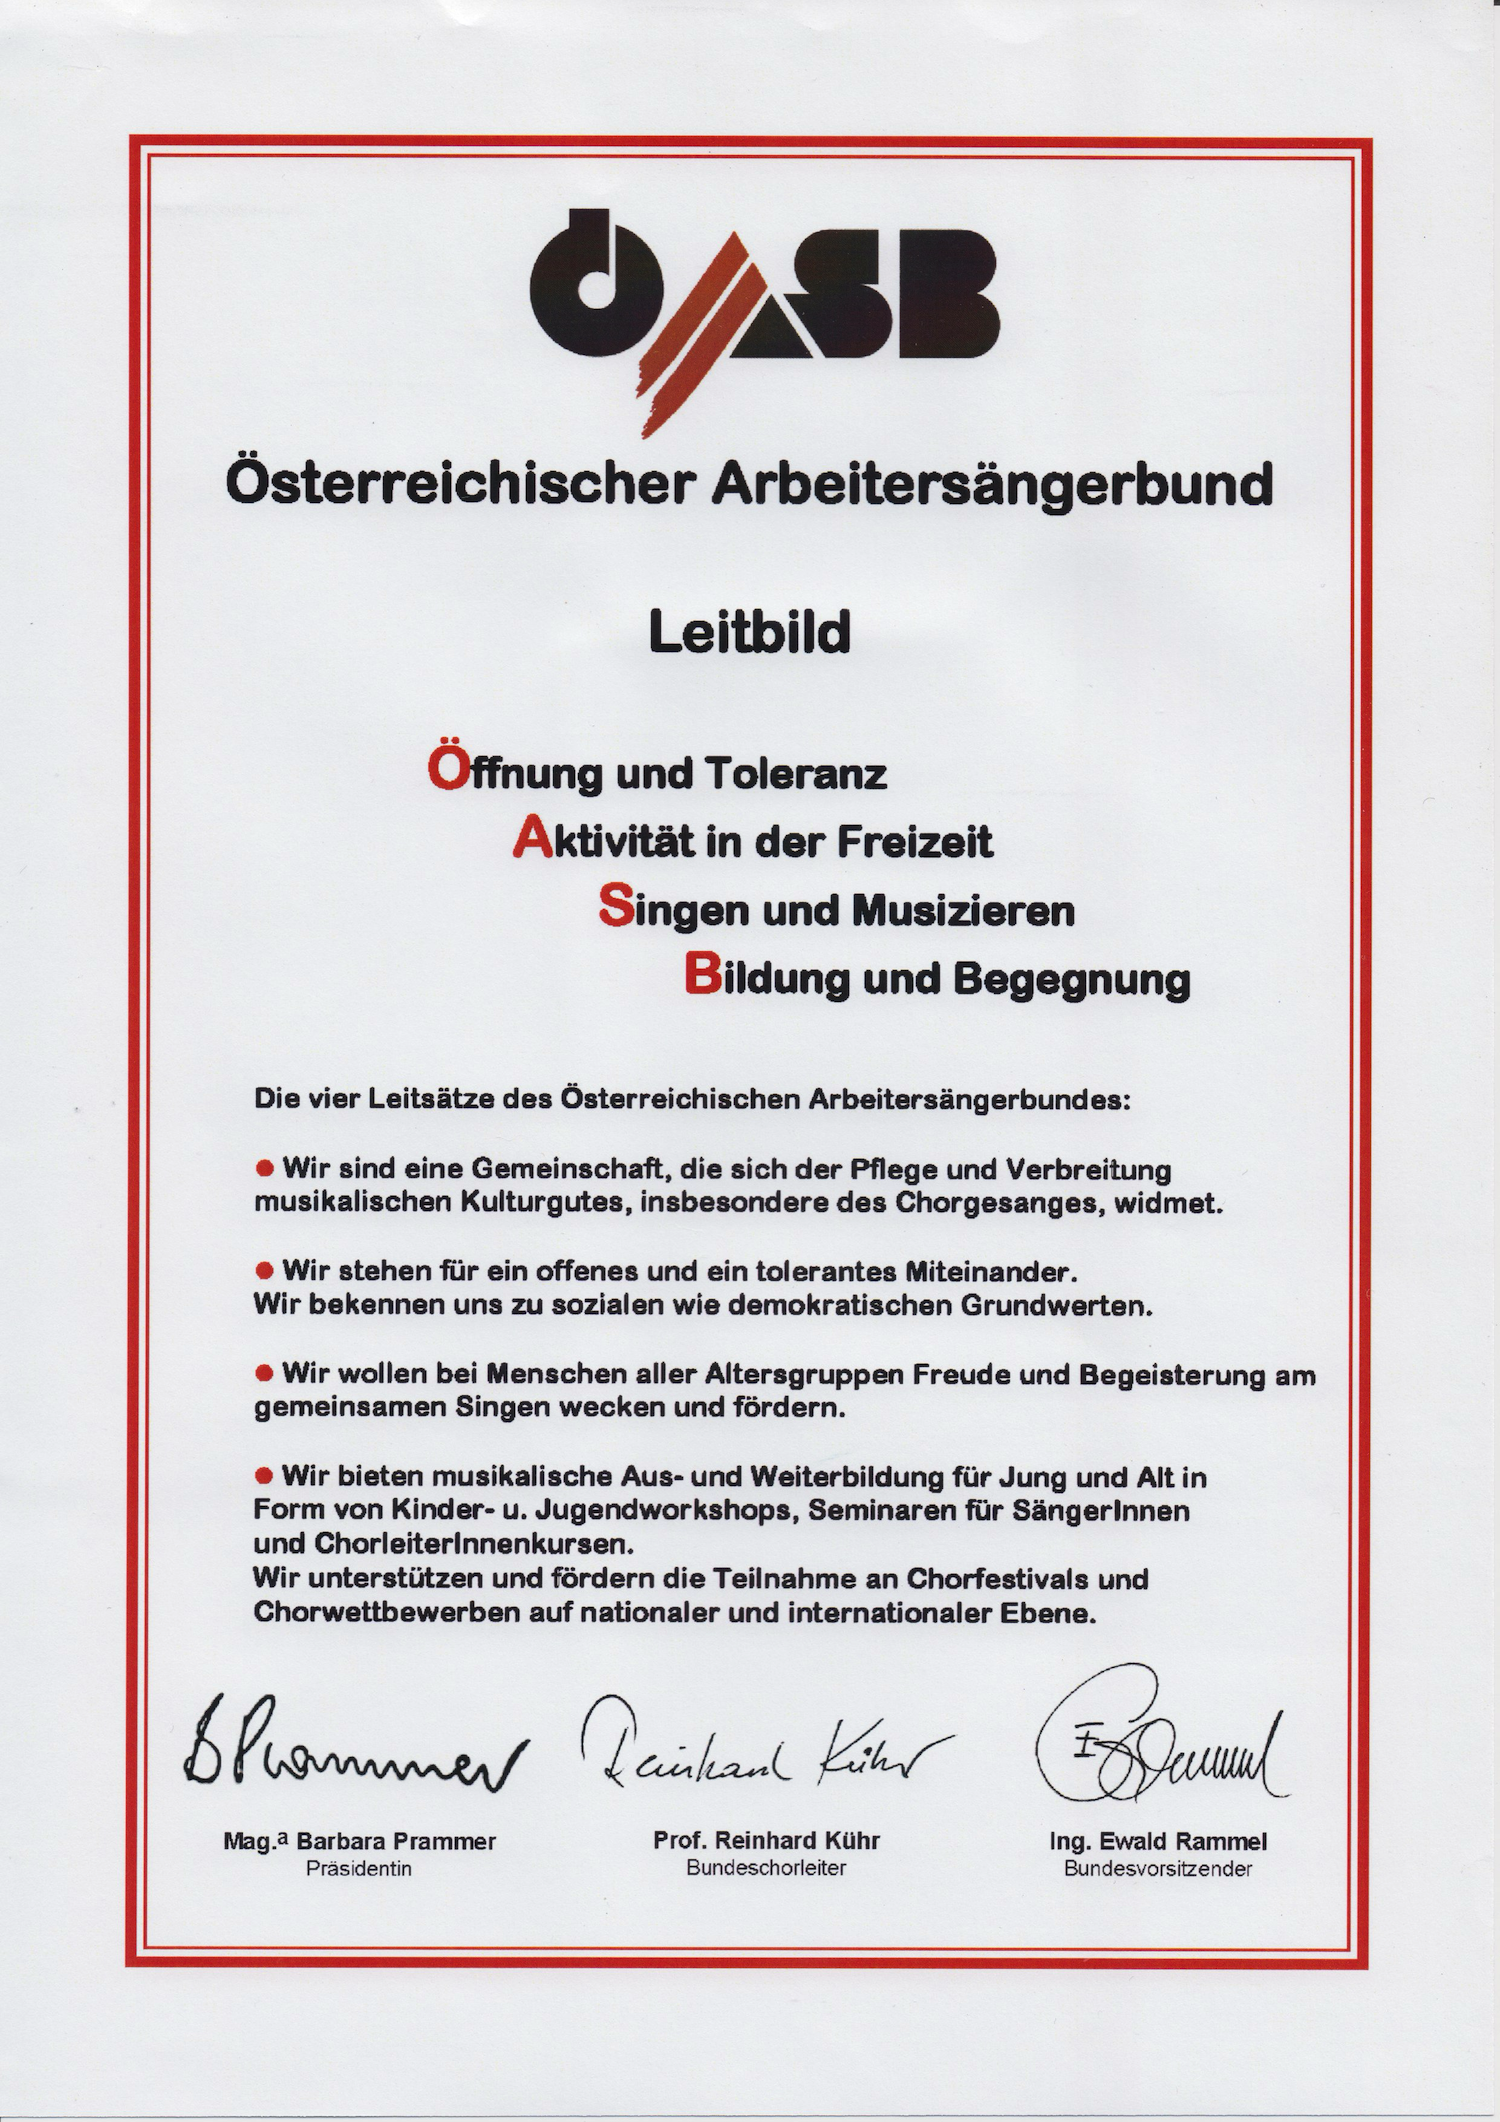 ÖASB
Österreichischer Arbeitersängerbund
Leitbild
Öffnung und Toleranz
Aktivität in der Freizeit
Singen und Musizieren
Bildung und Begegnung
Die vier Leitsätze des Österreichischen Arbeitersängerbundes:
● Wir sind eine Gemeinschaft, die sich der Pflege und Verbreitung
musikalischen Kulturgutes, insbesondere des Chorgesanges, widmet.
● Wir stehen für ein offenes und ein tolerantes Miteinander.
Wir bekennen uns zu sozialen wie demokratischen Grundwerten.
● Wir wollen bei Menschen aller Altersgruppen Freude und Begeisterung am
gemeinsamen Singen wecken und fördern.
● Wir bieten musikalische Aus- und Weiterbildung für Jung und Alt in
Form von Kinder- u. Jugendworkshops, Seminaren für SängerInnen
und ChorleiterInnenkursen.
Wir unterstützen und fördern die Teilnahme an Chorfestivals und
Chorwettbewerben auf nationaler und internationaler Ebene.
B Prammer Reinhard Kühr E Rammel
Mag.ª Barbara Prammer Prof. Reinhard Kühr Ing. Ewald Rammel
Präsidentin Bundeschorleiter Bundesvorsitzender